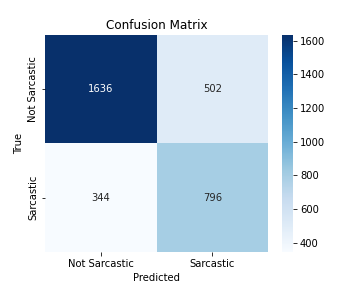 Confusion Matrix
1636 502
344 796
Not Sarcastic
Sarcastic
True
Not Sarcastic Sarcastic
Predicted
1600
1400
1200
1000
800
600
400